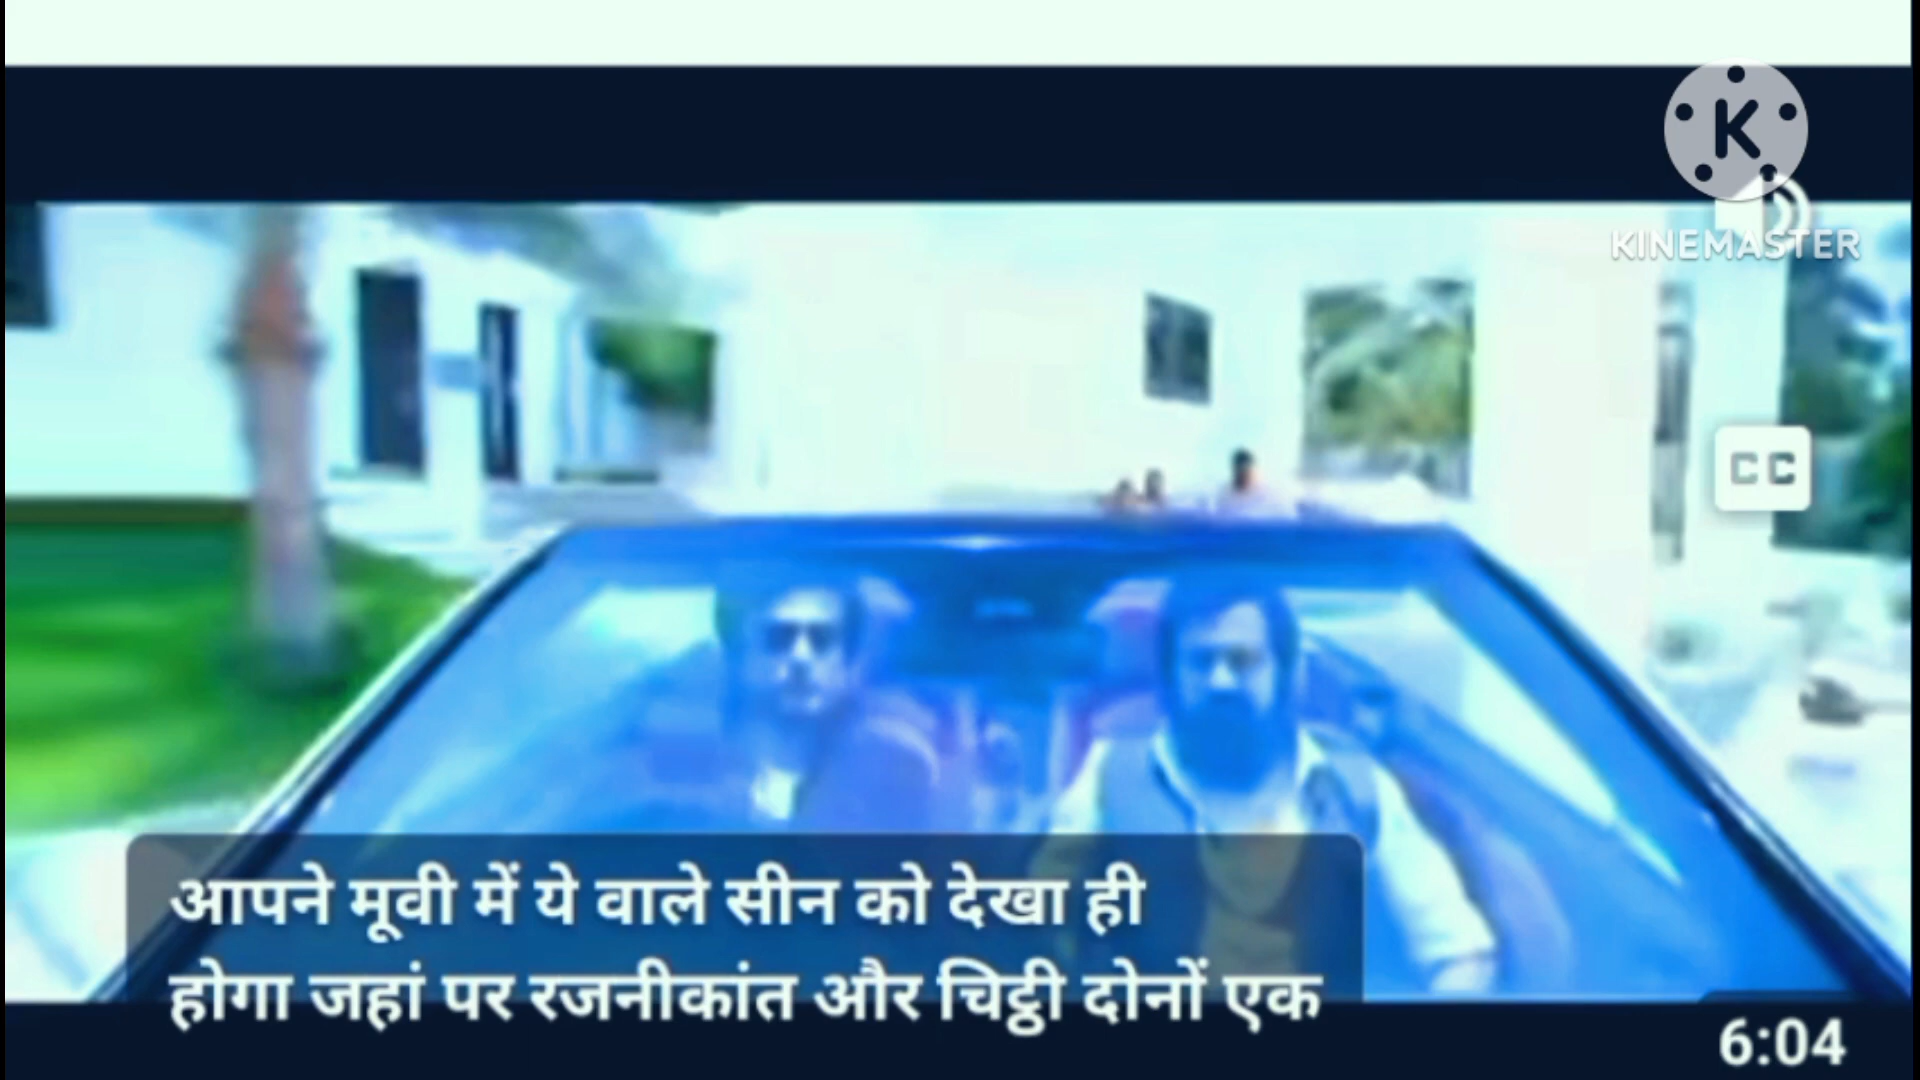 K
KINEMASTER
CC
आपने मूवी में ये वाले सीन को देखा ही
होगा जहां पर रजनीकांत और चिट्ठी दोनों एक
6:04